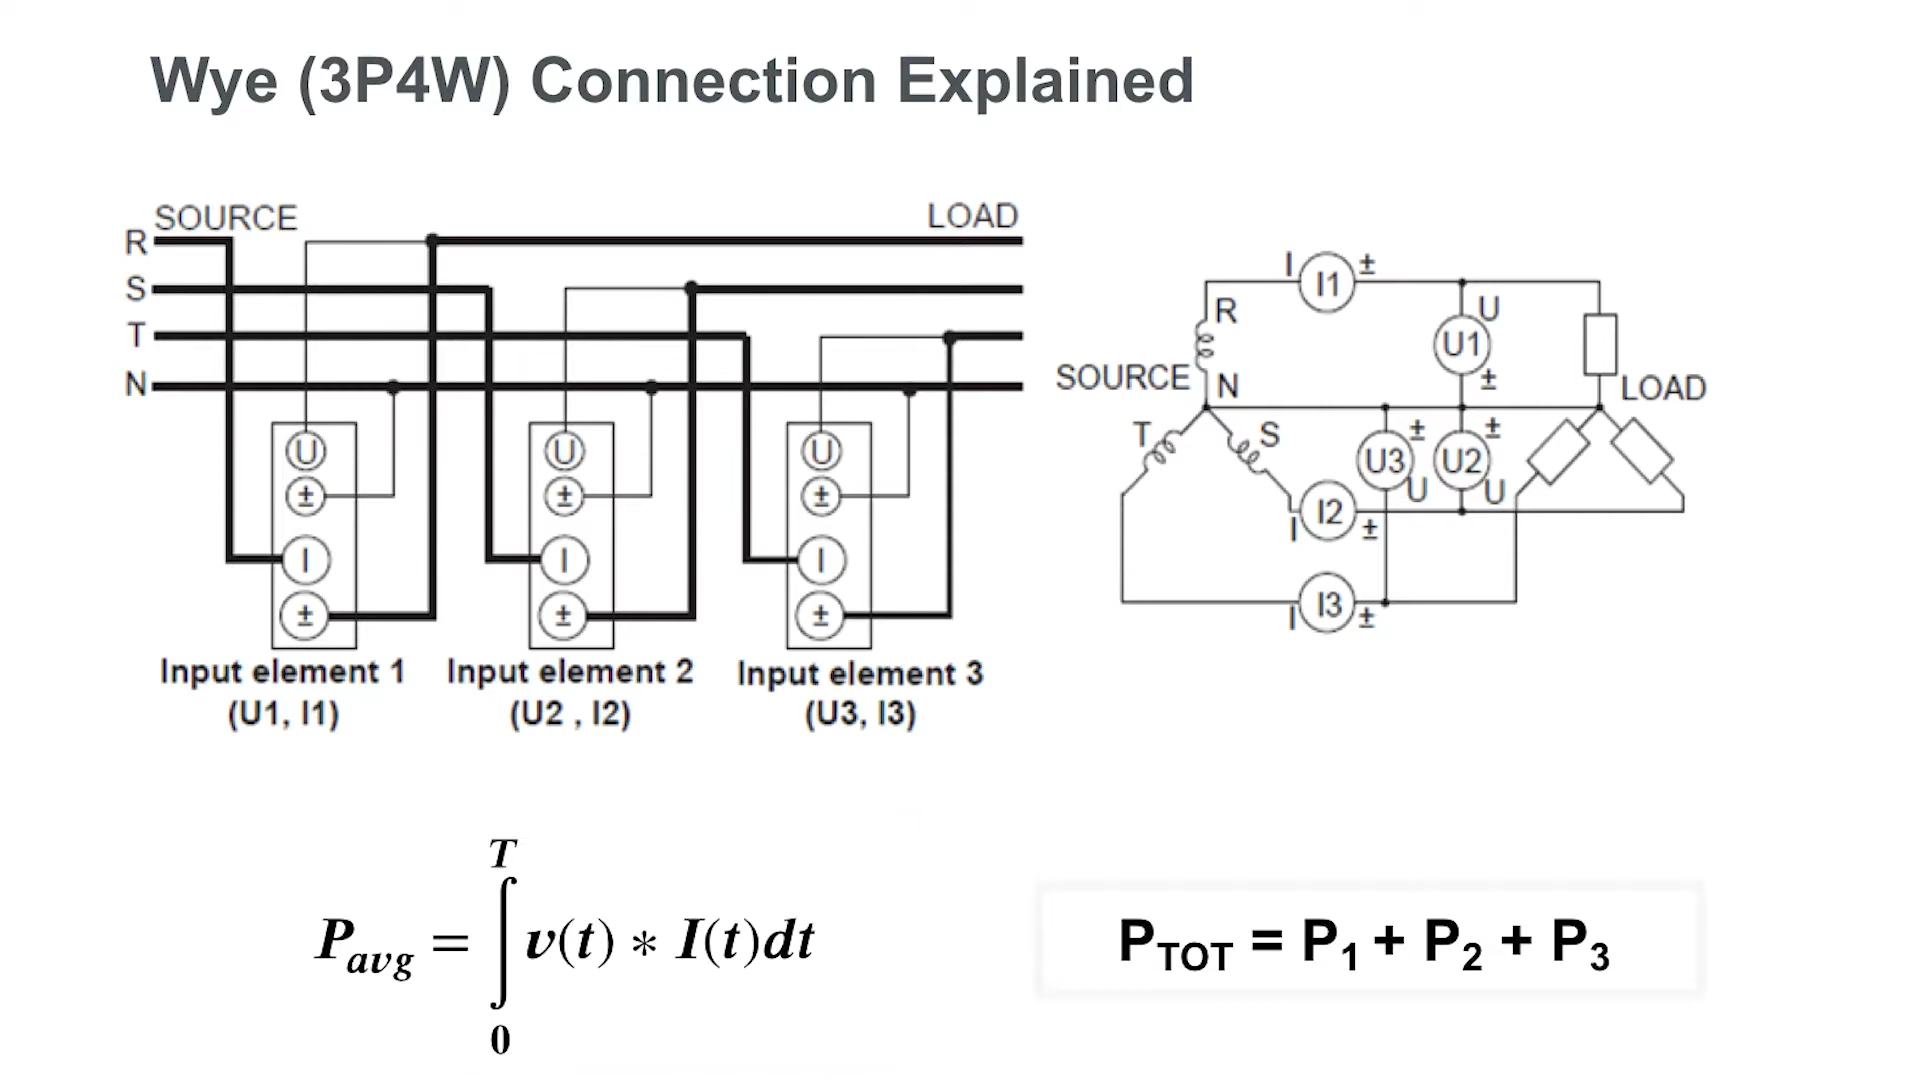 Wye (3P4W) Connection Explained
SOURCE
LOAD
R
S
T
N
U
±
I
±
U
±
I
±
U
±
I
±
Input element 1
(U1, I1)
Input element 2
(U2 , I2)
Input element 3
(U3, I3)
I I1 ±
R
U
U1
±
SOURCE
N
LOAD
T
S
±
±
U3
U2
U
U
I I2 ±
I I3 ±
T
P_avg = ∫ v(t) * I(t)dt
0
P_TOT = P_1 + P_2 + P_3